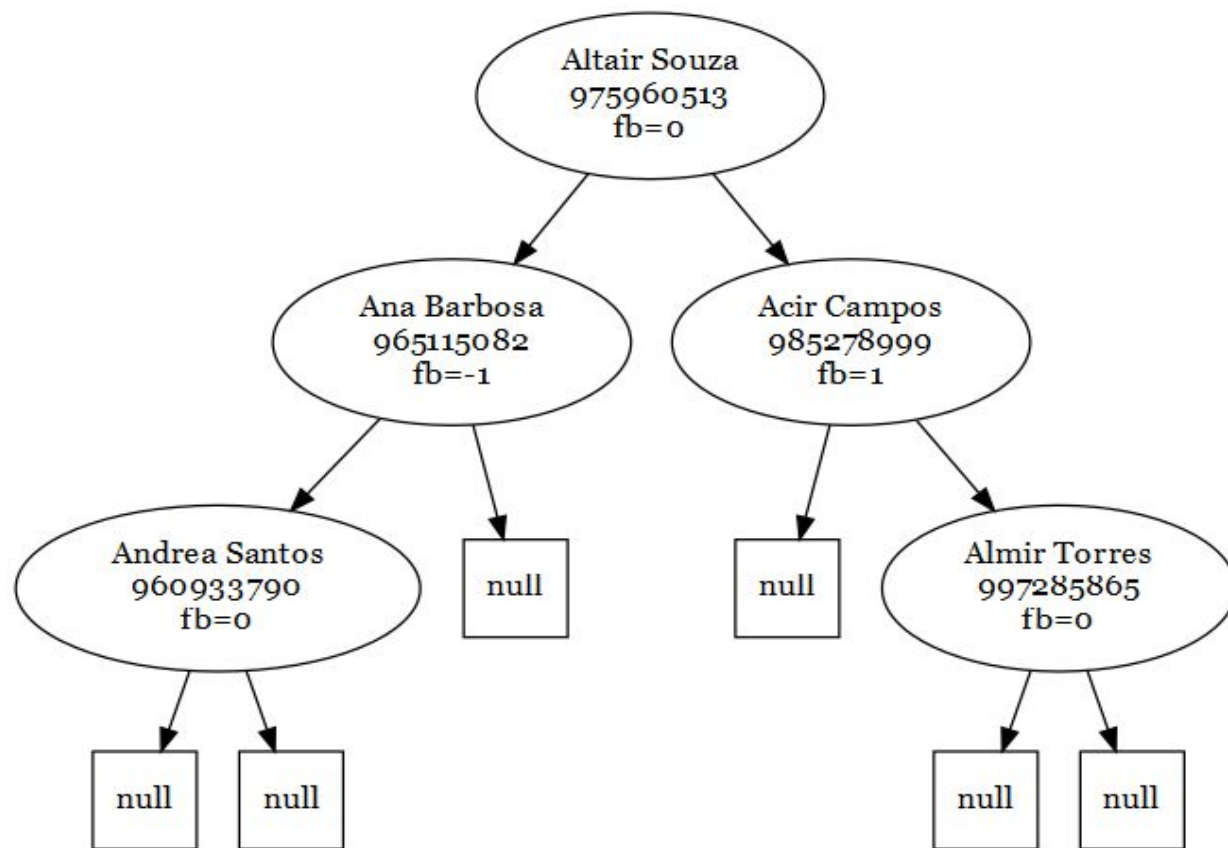 Altair Souza
975960513
fb=0
Ana Barbosa
965115082
fb=-1
Acir Campos
985278999
fb=1
Andrea Santos
960933790
fb=0
null
null
Almir Torres
997285865
fb=0
null
null
null
null